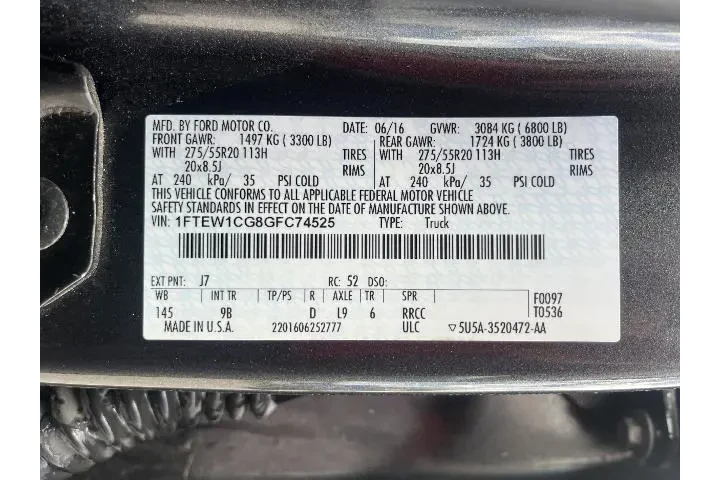 MFD. BY FORD MOTOR CO. DATE: 06/16 GVWR: 3084 KG ( 6800 LB)
FRONT GAWR: 1497 KG ( 3300 LB) REAR GAWR: 1724 KG ( 3800 LB)
WITH 275/55R20 113H TIRES WITH 275/55R20 113H TIRES
20x8.5J RIMS 20x8.5J RIMS
AT 240 kPa/ 35 PSI COLD AT 240 kPa/ 35 PSI COLD
THIS VEHICLE CONFORMS TO ALL APPLICABLE FEDERAL MOTOR VEHICLE
SAFETY STANDARDS IN EFFECT ON THE DATE OF MANUFACTURE SHOWN ABOVE.
VIN: 1FTEW1CG8GFC74525 TYPE: Truck
EXT PNT: J7 RC: 52 DSO:
WB INT TR TP/PS R AXLE TR SPR F0097
145 9B D L9 6 RRCC T0536
MADE IN U.S.A. 2201606252777 ULC ▽5U5A-3520472-AA